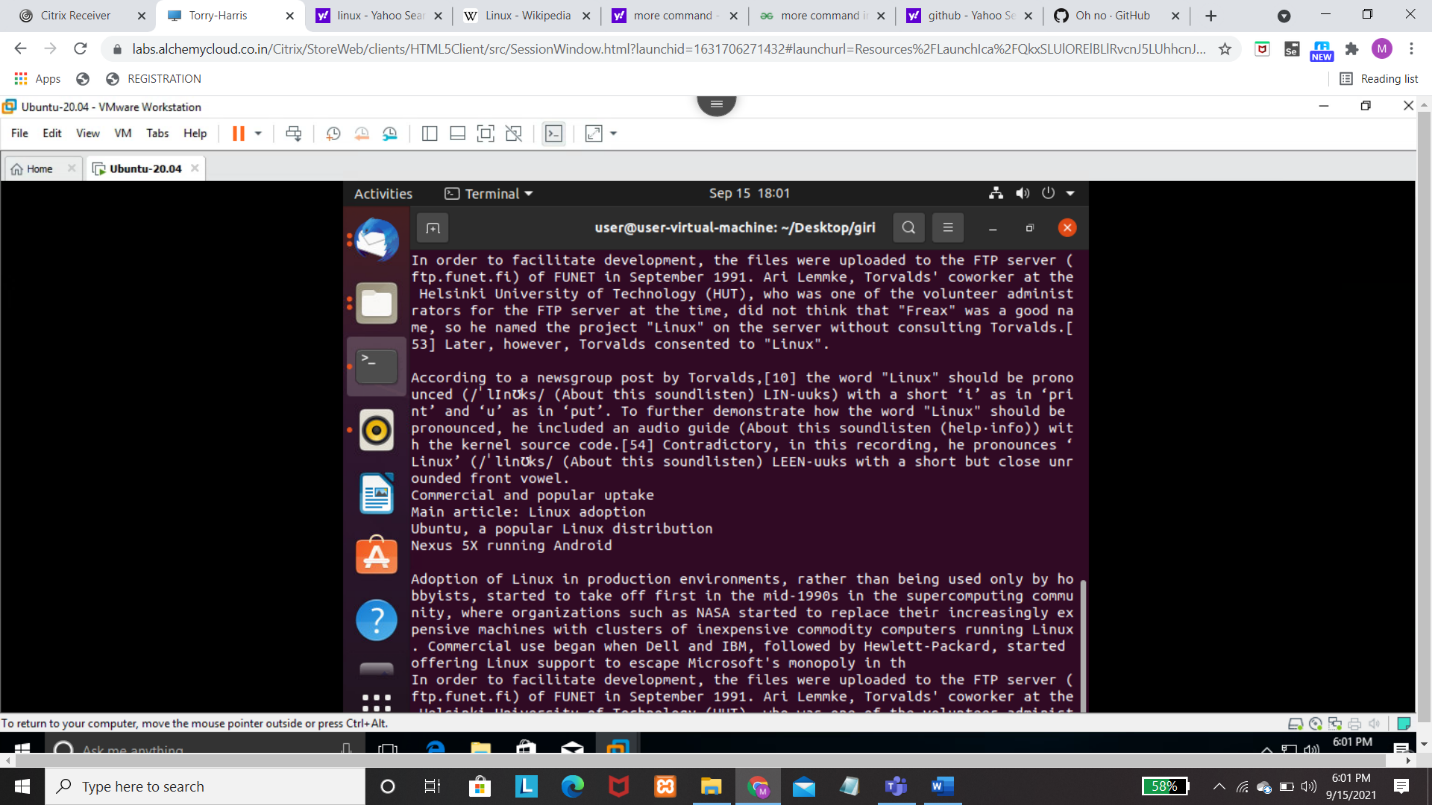 Citrix Receiver
Torry-Harris
linux - Yahoo Sear
Linux - Wikipedia
more command -
more command in
github - Yahoo Se
Oh no · GitHub
labs.alchemycloud.co.in/Citrix/StoreWeb/clients/HTML5Client/src/SessionWindow.html?launchid=1631706271432#launchurl=Resources%2FLaunchIca%2FQkxSLUlORElBLlRvcnJ5LUhhcnJ...
NEW
M
Apps
REGISTRATION
Reading list
Ubuntu-20.04 - VMware Workstation
File Edit View VM Tabs Help
Home
Ubuntu-20.04
Activities
Terminal
Sep 15 18:01
user@user-virtual-machine: ~/Desktop/giri
In order to facilitate development, the files were uploaded to the FTP server (
ftp.funet.fi) of FUNET in September 1991. Ari Lemmke, Torvalds' coworker at the
Helsinki University of Technology (HUT), who was one of the volunteer administ
rators for the FTP server at the time, did not think that "Freax" was a good na
me, so he named the project "Linux" on the server without consulting Torvalds.[
53] Later, however, Torvalds consented to "Linux".
According to a newsgroup post by Torvalds,[10] the word "Linux" should be prono
unced (/ˈlɪnʊks/ (About this soundlisten) LIN-uuks) with a short ‘i’ as in ‘pri
nt’ and ‘u’ as in ‘put’. To further demonstrate how the word "Linux" should be
pronounced, he included an audio guide (About this soundlisten (help·info)) wit
h the kernel source code.[54] Contradictory, in this recording, he pronounces ‘
Linux’ (/ˈlinʊks/ (About this soundlisten) LEEN-uuks with a short but close unr
ounded front vowel.
Commercial and popular uptake
Main article: Linux adoption
Ubuntu, a popular Linux distribution
Nexus 5X running Android
Adoption of Linux in production environments, rather than being used only by ho
bbyists, started to take off first in the mid-1990s in the supercomputing commu
nity, where organizations such as NASA started to replace their increasingly ex
pensive machines with clusters of inexpensive commodity computers running Linux
. Commercial use began when Dell and IBM, followed by Hewlett-Packard, started
offering Linux support to escape Microsoft's monopoly in th
In order to facilitate development, the files were uploaded to the FTP server (
ftp.funet.fi) of FUNET in September 1991. Ari Lemmke, Torvalds' coworker at the
Helsinki University of Technology (HUT), who was one of the volunteer administ
To return to your computer, move the mouse pointer outside or press Ctrl+Alt.
Ask me anything
6:01 PM
Type here to search
58%
6:01 PM
9/15/2021